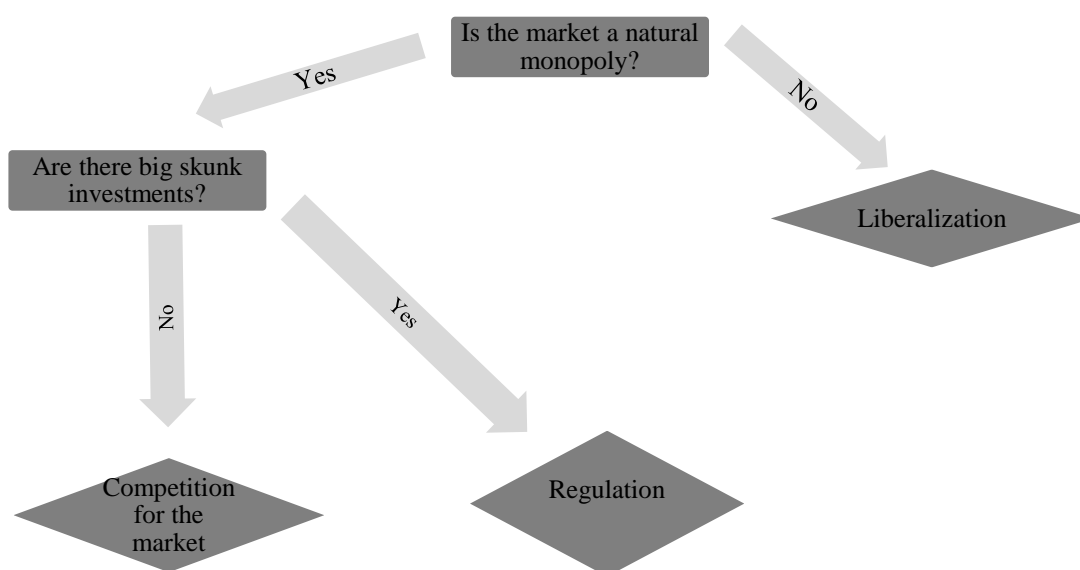 Is the market a natural
monopoly?
Yes
No
Are there big skunk
investments?
Liberalization
No
Yes
Competition
for the
market
Regulation